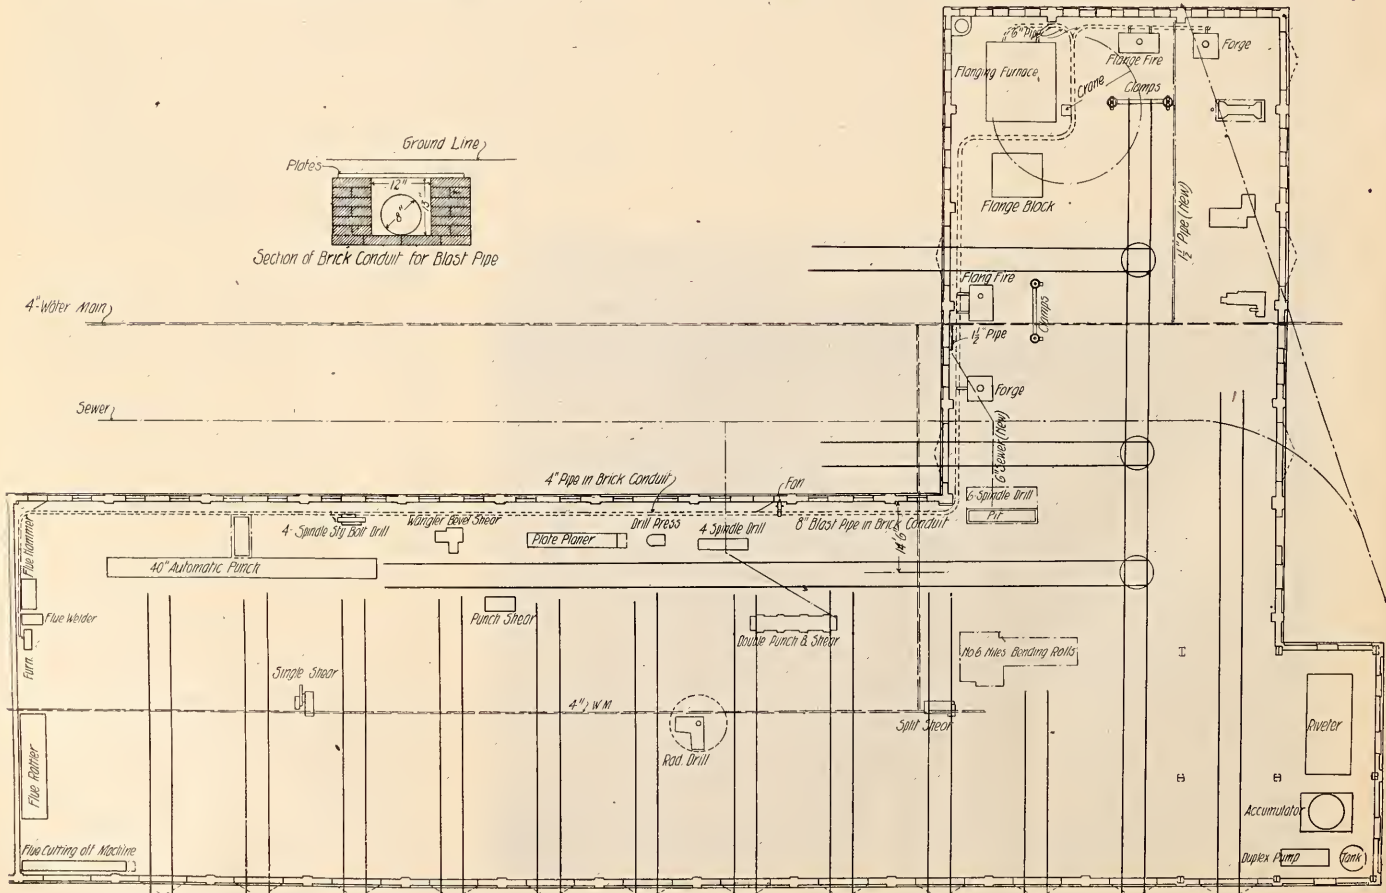 6" Pipe
Forge
Flange Fire
Flanging Furnace
Crane
Clamps
Ground Line
Plates
12"
15"
8"
Section of Brick Conduit for Blast Pipe
Flange Block
1½" Pipe (New)
Flang Fire
Clamps
4" Water Main
1½" Pipe
Forge
Sewer
6" Sewer (New)
4" Pipe in Brick Conduit
Fan
6-Spindle Drill
Pit
Flue Hammer
4-Spindle Sty Bolt Drill
Wangler Bevel Shear
Plate Planer
Drill Press
4 Spindle Drill
8" Blast Pipe in Brick Conduit
14'6"
40" Automatic Punch
Flue Welder
Furn.
Punch Shear
Double Punch & Shear
No 6 Niles Bending Rolls
Single Shear
4" W M
Split Shear
Rad. Drill
Riveter
Flue Rattler
Accumulator
Flue Cutting off Machine
Duplex Pump
Tank